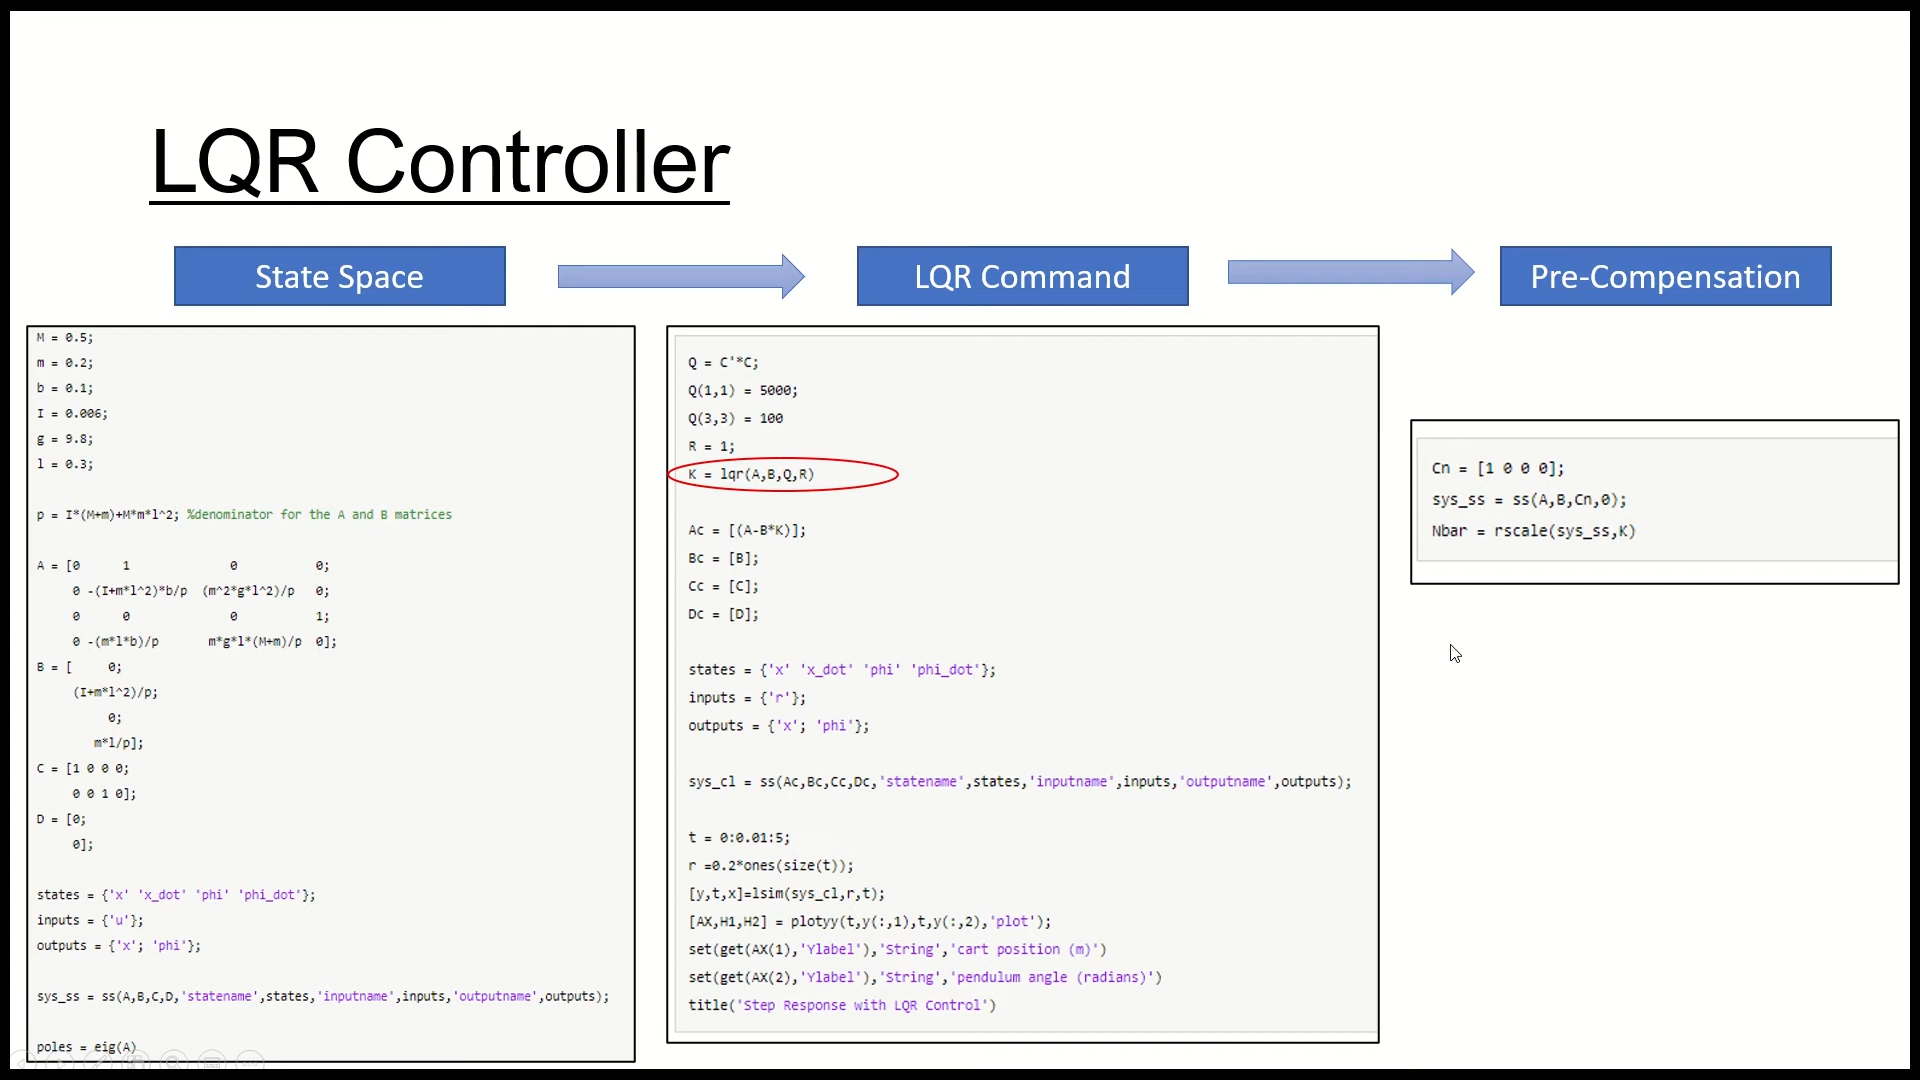 LQR Controller
State Space
LQR Command
Pre-Compensation
M = 0.5;
m = 0.2;
b = 0.1;
I = 0.006;
g = 9.8;
l = 0.3;
p = I*(M+m)+M*m*l^2; %denominator for the A and B matrices
A = [0 1 0 0;
0 -(I+m*l^2)*b/p (m^2*g*l^2)/p 0;
0 0 0 1;
0 -(m*l*b)/p m*g*l*(M+m)/p 0];
B = [ 0;
(I+m*l^2)/p;
0;
m*l/p];
C = [1 0 0 0;
0 0 1 0];
D = [0;
0];
states = {'x' 'x_dot' 'phi' 'phi_dot'};
inputs = {'u'};
outputs = {'x'; 'phi'};
sys_ss = ss(A,B,C,D,'statename',states,'inputname',inputs,'outputname',outputs);
poles = eig(A)
Q = C'*C;
Q(1,1) = 5000;
Q(3,3) = 100
R = 1;
K = lqr(A,B,Q,R)
Ac = [(A-B*K)];
Bc = [B];
Cc = [C];
Dc = [D];
states = {'x' 'x_dot' 'phi' 'phi_dot'};
inputs = {'r'};
outputs = {'x'; 'phi'};
sys_cl = ss(Ac,Bc,Cc,Dc,'statename',states,'inputname',inputs,'outputname',outputs);
t = 0:0.01:5;
r =0.2*ones(size(t));
[y,t,x]=lsim(sys_cl,r,t);
[AX,H1,H2] = plotyy(t,y(:,1),t,y(:,2),'plot');
set(get(AX(1),'Ylabel'),'String','cart position (m)')
set(get(AX(2),'Ylabel'),'String','pendulum angle (radians)')
title('Step Response with LQR Control')
Cn = [1 0 0 0];
sys_ss = ss(A,B,Cn,0);
Nbar = rscale(sys_ss,K)